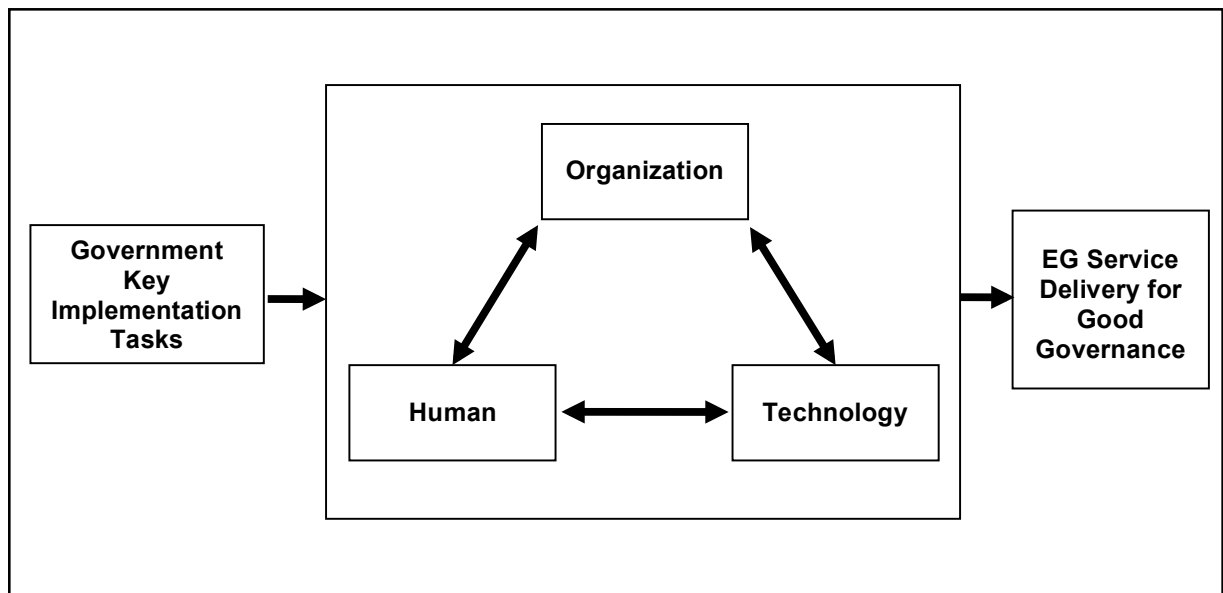 Organization
Government
Key
Implementation
Tasks
EG Service
Delivery for
Good
Governance
Human
Technology